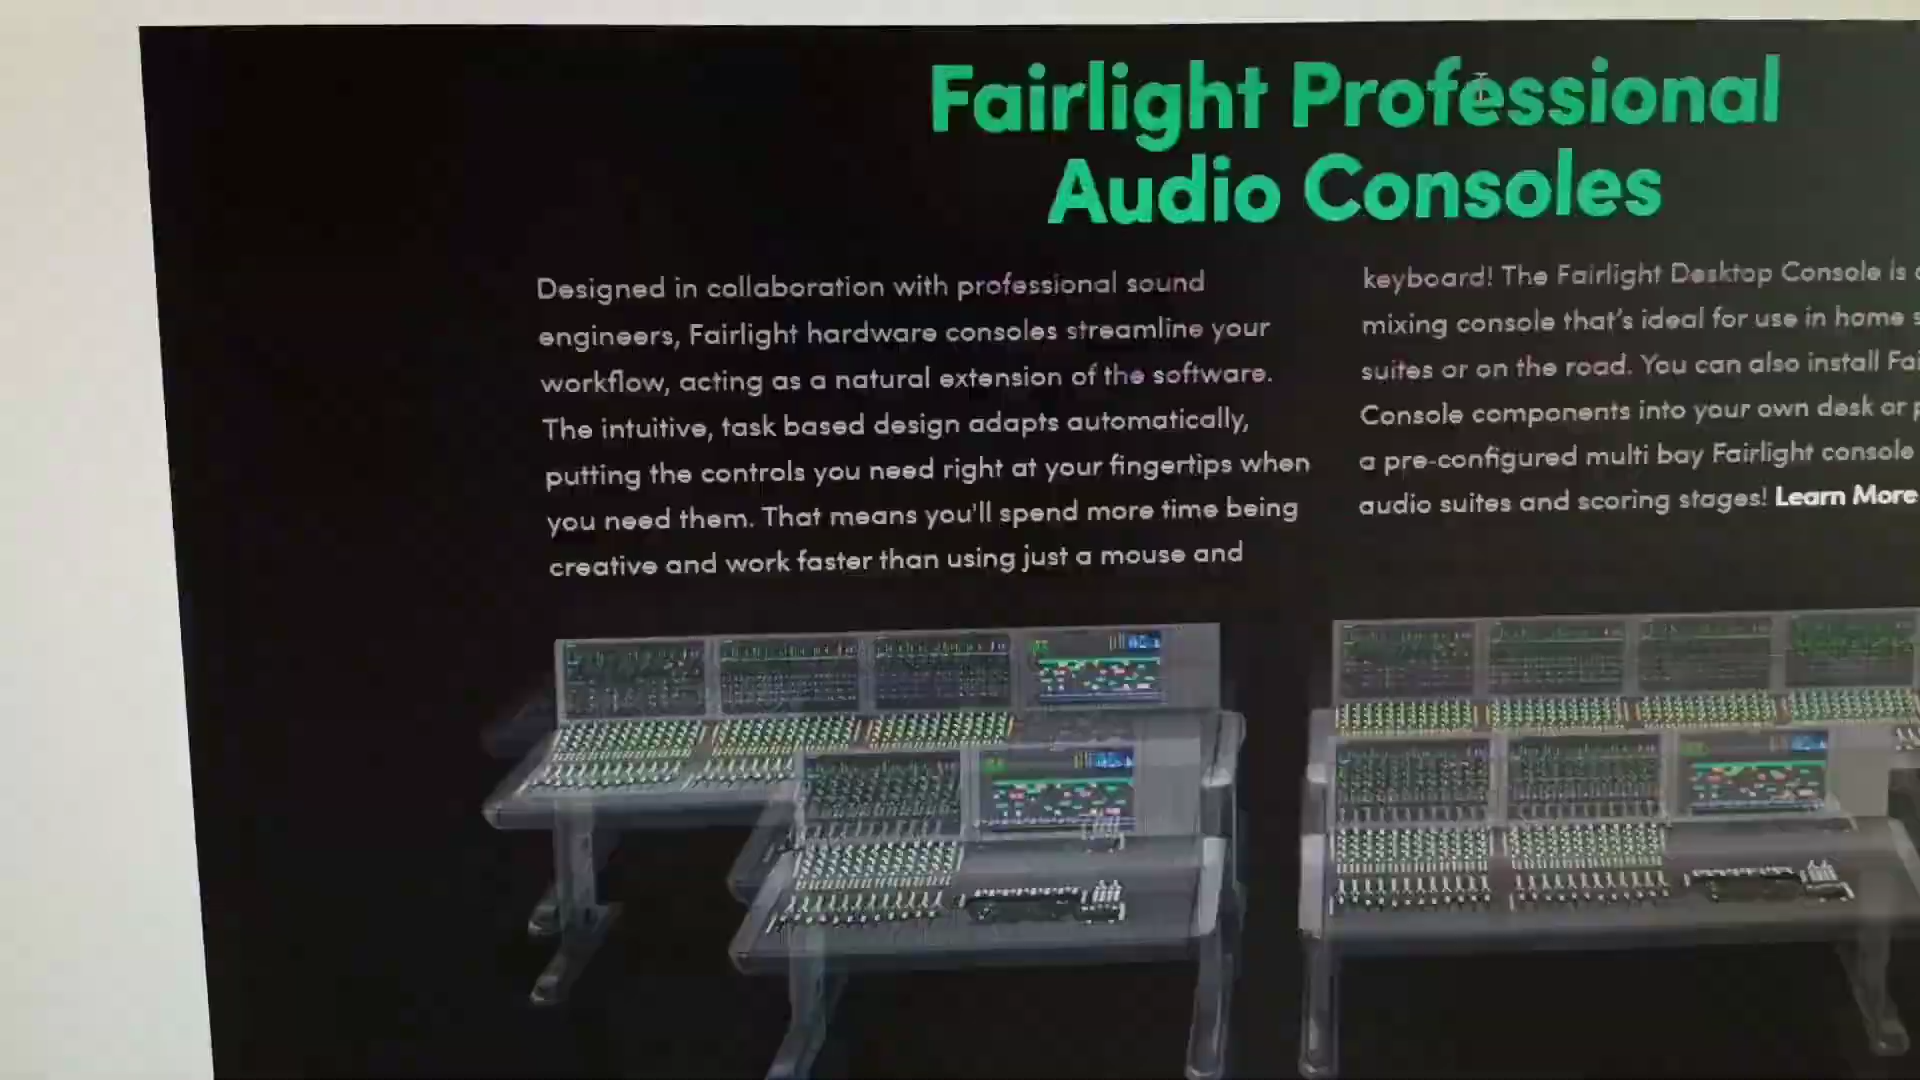 Fairlight Professional
Audio Consoles
Designed in collaboration with professional sound
engineers, Fairlight hardware consoles streamline your
workflow, acting as a natural extension of the software.
The intuitive, task based design adapts automatically,
putting the controls you need right at your fingertips when
you need them. That means you'll spend more time being
creative and work faster than using just a mouse and
keyboard! The Fairlight Desktop Console is
mixing console that's ideal for use in home
suites or on the road. You can also install
Console components into your own desk or
a pre-configured multi bay Fairlight console
audio suites and scoring stages! Learn More